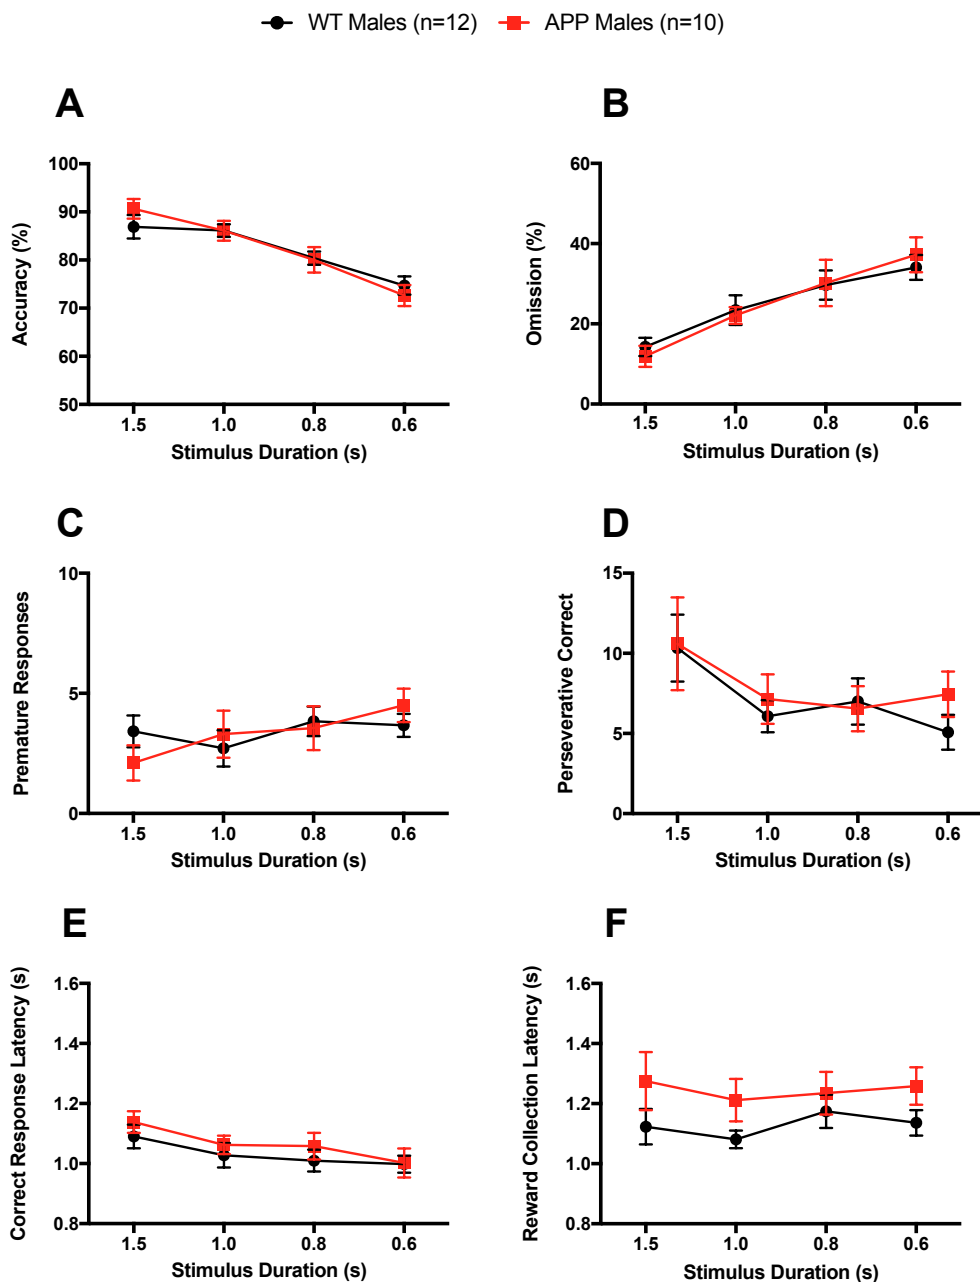 WT Males (n=12) APP Males (n=10)
A
Accuracy (%)
100
90
80
70
60
50
1.5 1.0 0.8 0.6
Stimulus Duration (s)
B
Omission (%)
60
40
20
0
1.5 1.0 0.8 0.6
Stimulus Duration (s)
C
Premature Responses
10
5
0
1.5 1.0 0.8 0.6
Stimulus Duration (s)
D
Perseverative Correct
15
10
5
0
1.5 1.0 0.8 0.6
Stimulus Duration (s)
E
Correct Response Latency (s)
1.6
1.4
1.2
1.0
0.8
1.5 1.0 0.8 0.6
Stimulus Duration (s)
F
Reward Collection Latency (s)
1.6
1.4
1.2
1.0
0.8
1.5 1.0 0.8 0.6
Stimulus Duration (s)